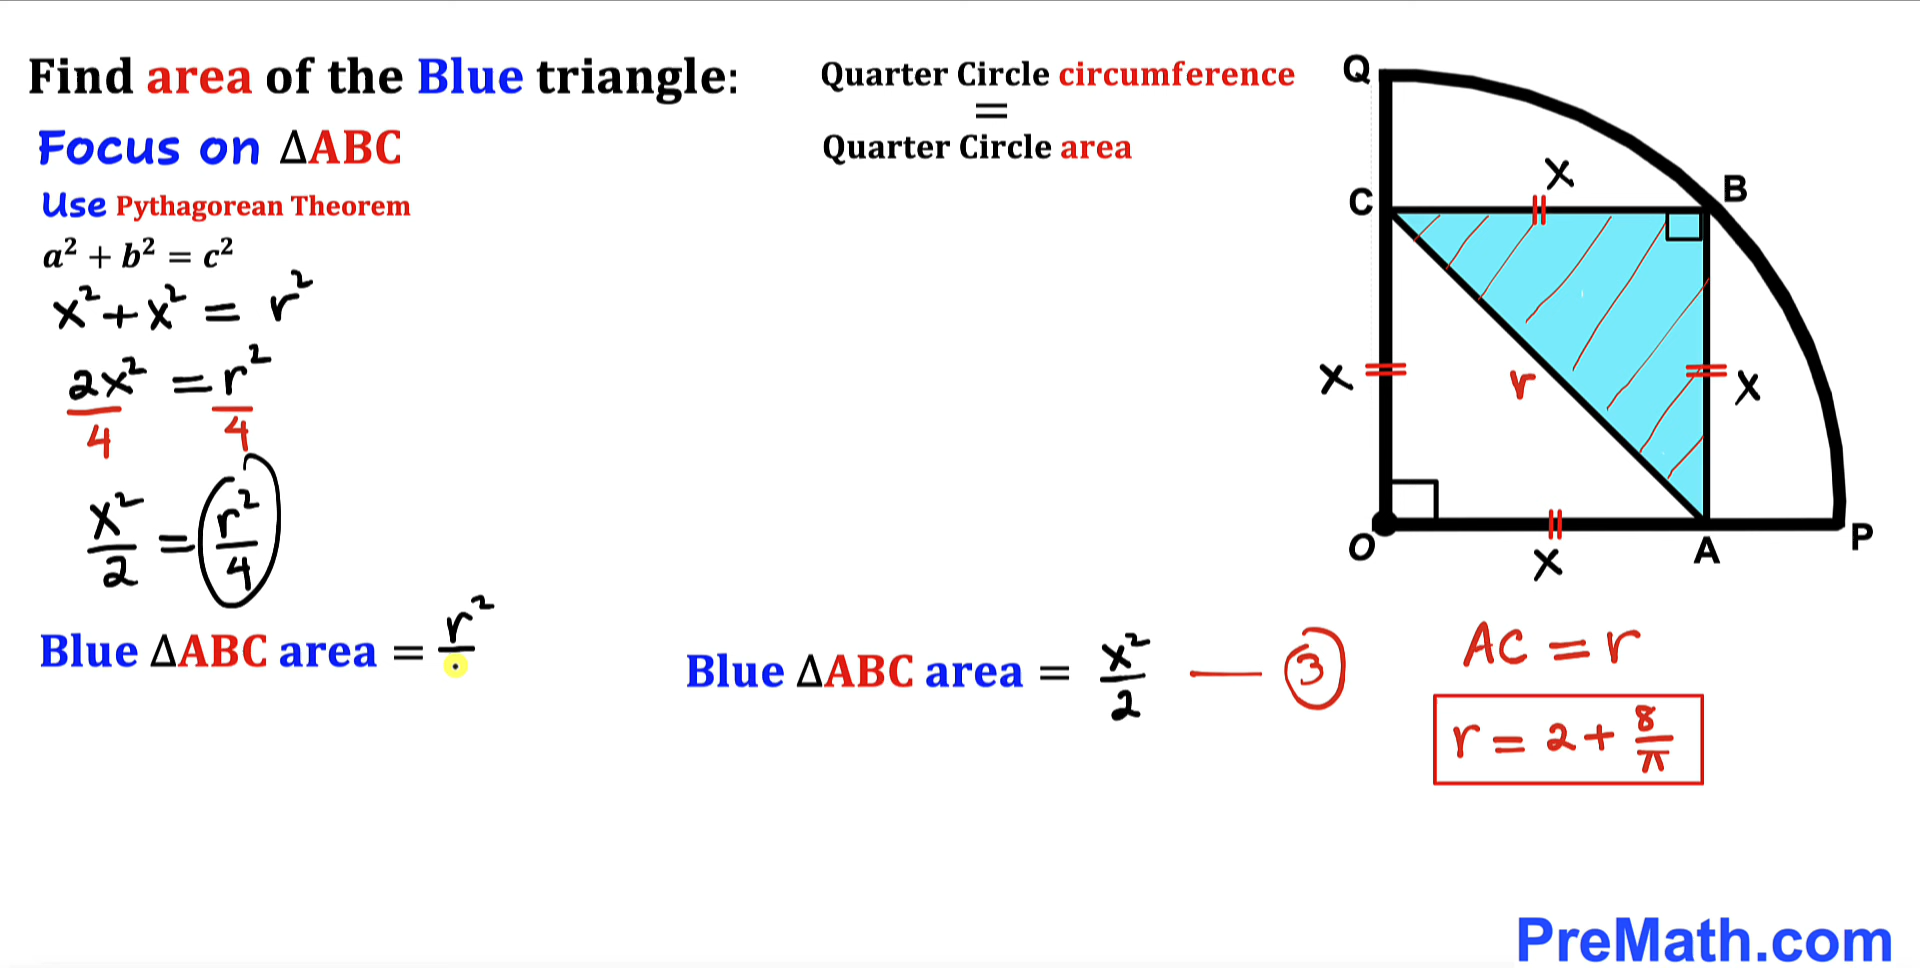 Find area of the Blue triangle:
Focus on ΔABC
Use Pythagorean Theorem
a² + b² = c²
x² + x² = r²
2x²/4 = r²/4
x²/2 = r²/4
Blue ΔABC area = r²/
Quarter Circle circumference
=
Quarter Circle area
Blue ΔABC area = x²/2 — ③
Q
x
B
C
x
r
x
O
x
A
P
AC = r
r = 2 + 8/π
PreMath.com